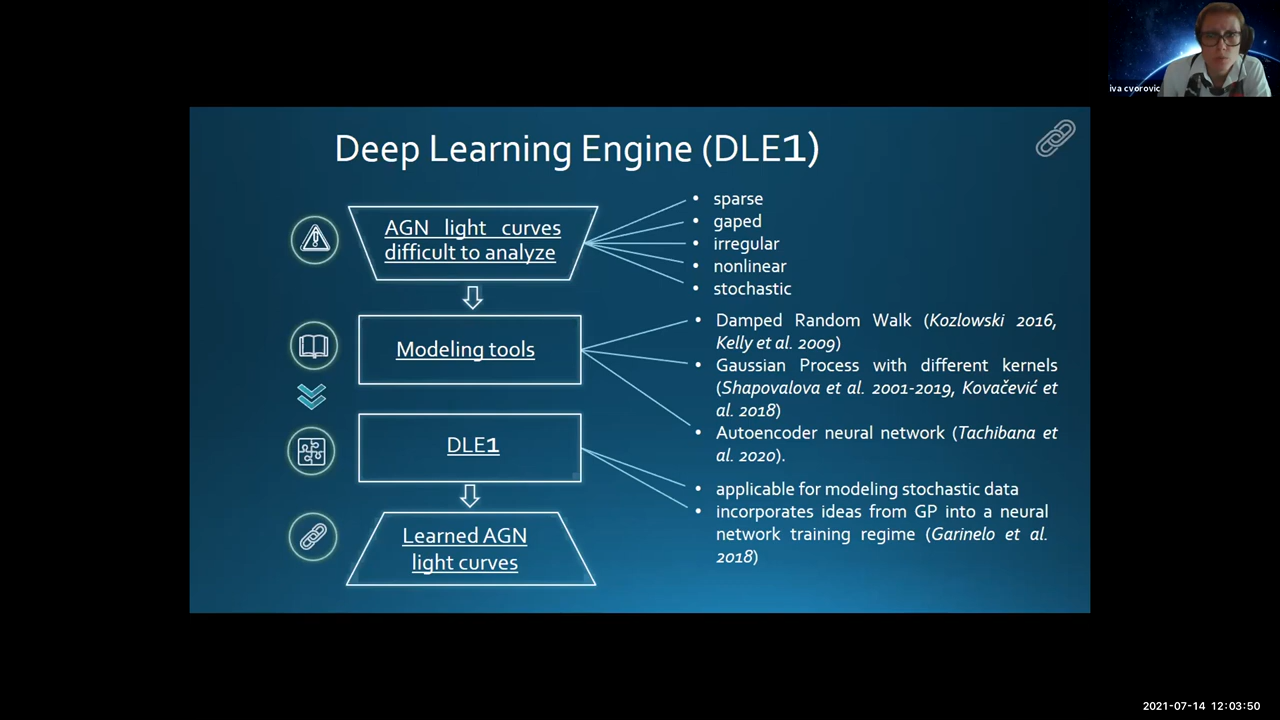 iva cvorovic
Deep Learning Engine (DLE1)
AGN light curves
difficult to analyze
• sparse
• gaped
• irregular
• nonlinear
• stochastic
Modeling tools
• Damped Random Walk (Kozlowski 2016,
Kelly et al. 2009)
• Gaussian Process with different kernels
(Shapovalova et al. 2001-2019, Kovačević et
al. 2018)
• Autoencoder neural network (Tachibana et
al. 2020).
DLE1
• applicable for modeling stochastic data
• incorporates ideas from GP into a neural
network training regime (Garinelo et al.
2018)
Learned AGN
light curves
2021-07-14 12:03:50